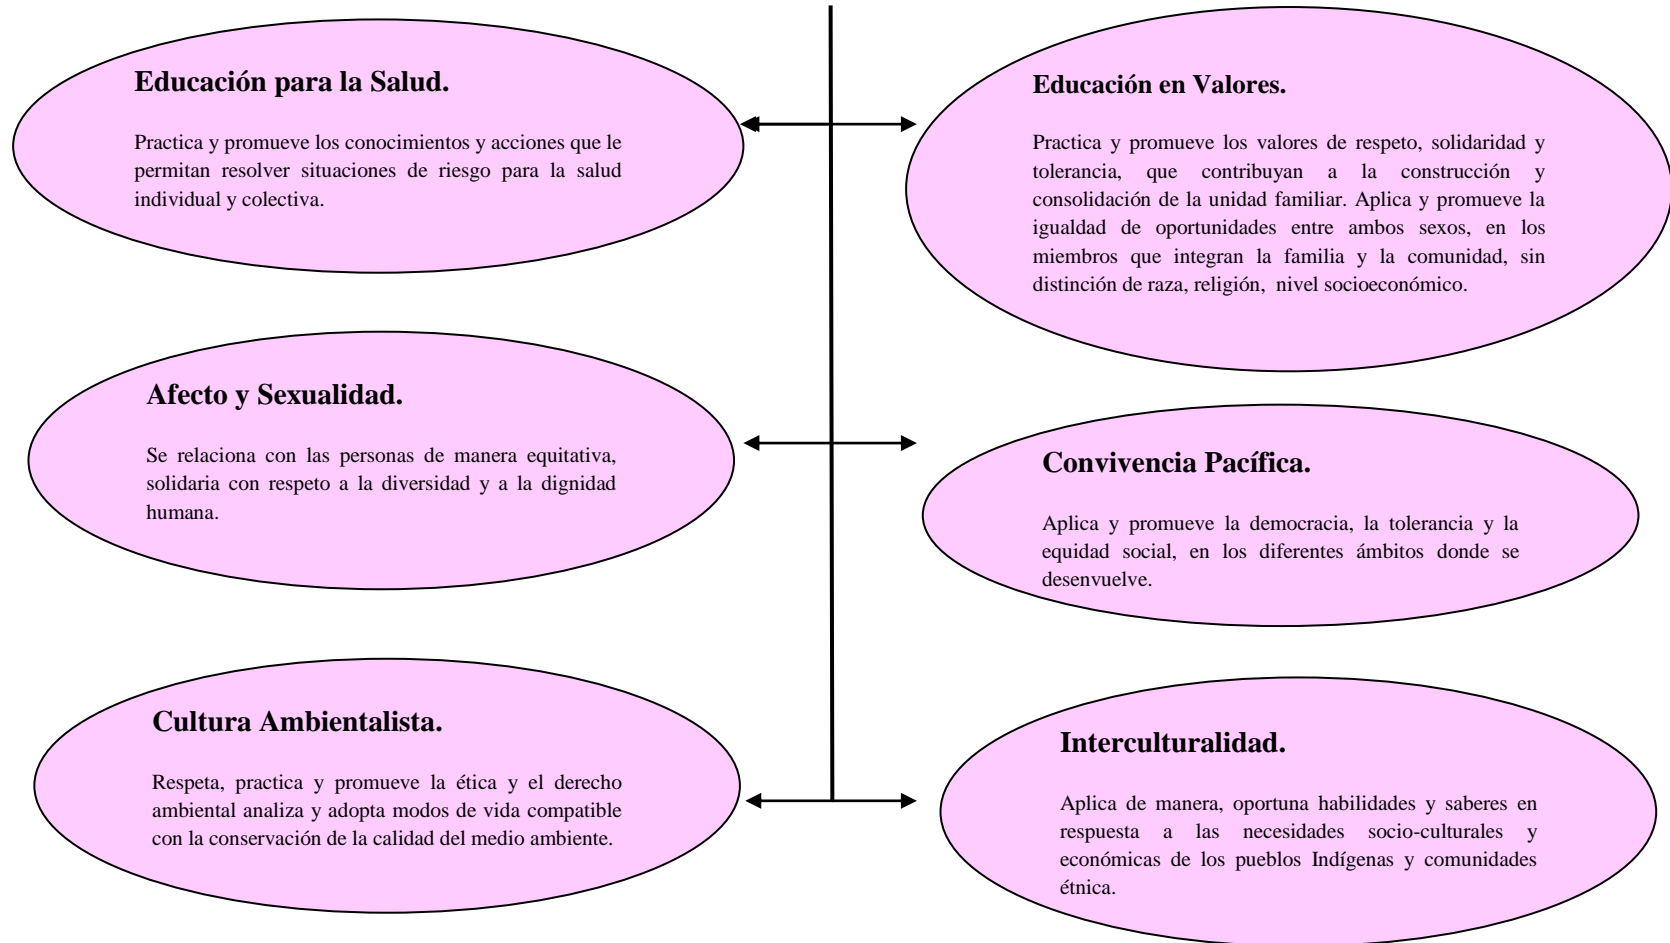 Educación para la Salud.
Practica y promueve los conocimientos y acciones que le
permitan resolver situaciones de riesgo para la salud
individual y colectiva.
Educación en Valores.
Practica y promueve los valores de respeto, solidaridad y
tolerancia, que contribuyan a la construcción y
consolidación de la unidad familiar. Aplica y promueve la
igualdad de oportunidades entre ambos sexos, en los
miembros que integran la familia y la comunidad, sin
distinción de raza, religión, nivel socioeconómico.
Afecto y Sexualidad.
Se relaciona con las personas de manera equitativa,
solidaria con respeto a la diversidad y a la dignidad
humana.
Convivencia Pacífica.
Aplica y promueve la democracia, la tolerancia y la
equidad social, en los diferentes ámbitos donde se
desenvuelve.
Cultura Ambientalista.
Respeta, practica y promueve la ética y el derecho
ambiental analiza y adopta modos de vida compatible
con la conservación de la calidad del medio ambiente.
Interculturalidad.
Aplica de manera, oportuna habilidades y saberes en
respuesta a las necesidades socio-culturales y
económicas de los pueblos Indígenas y comunidades
étnica.